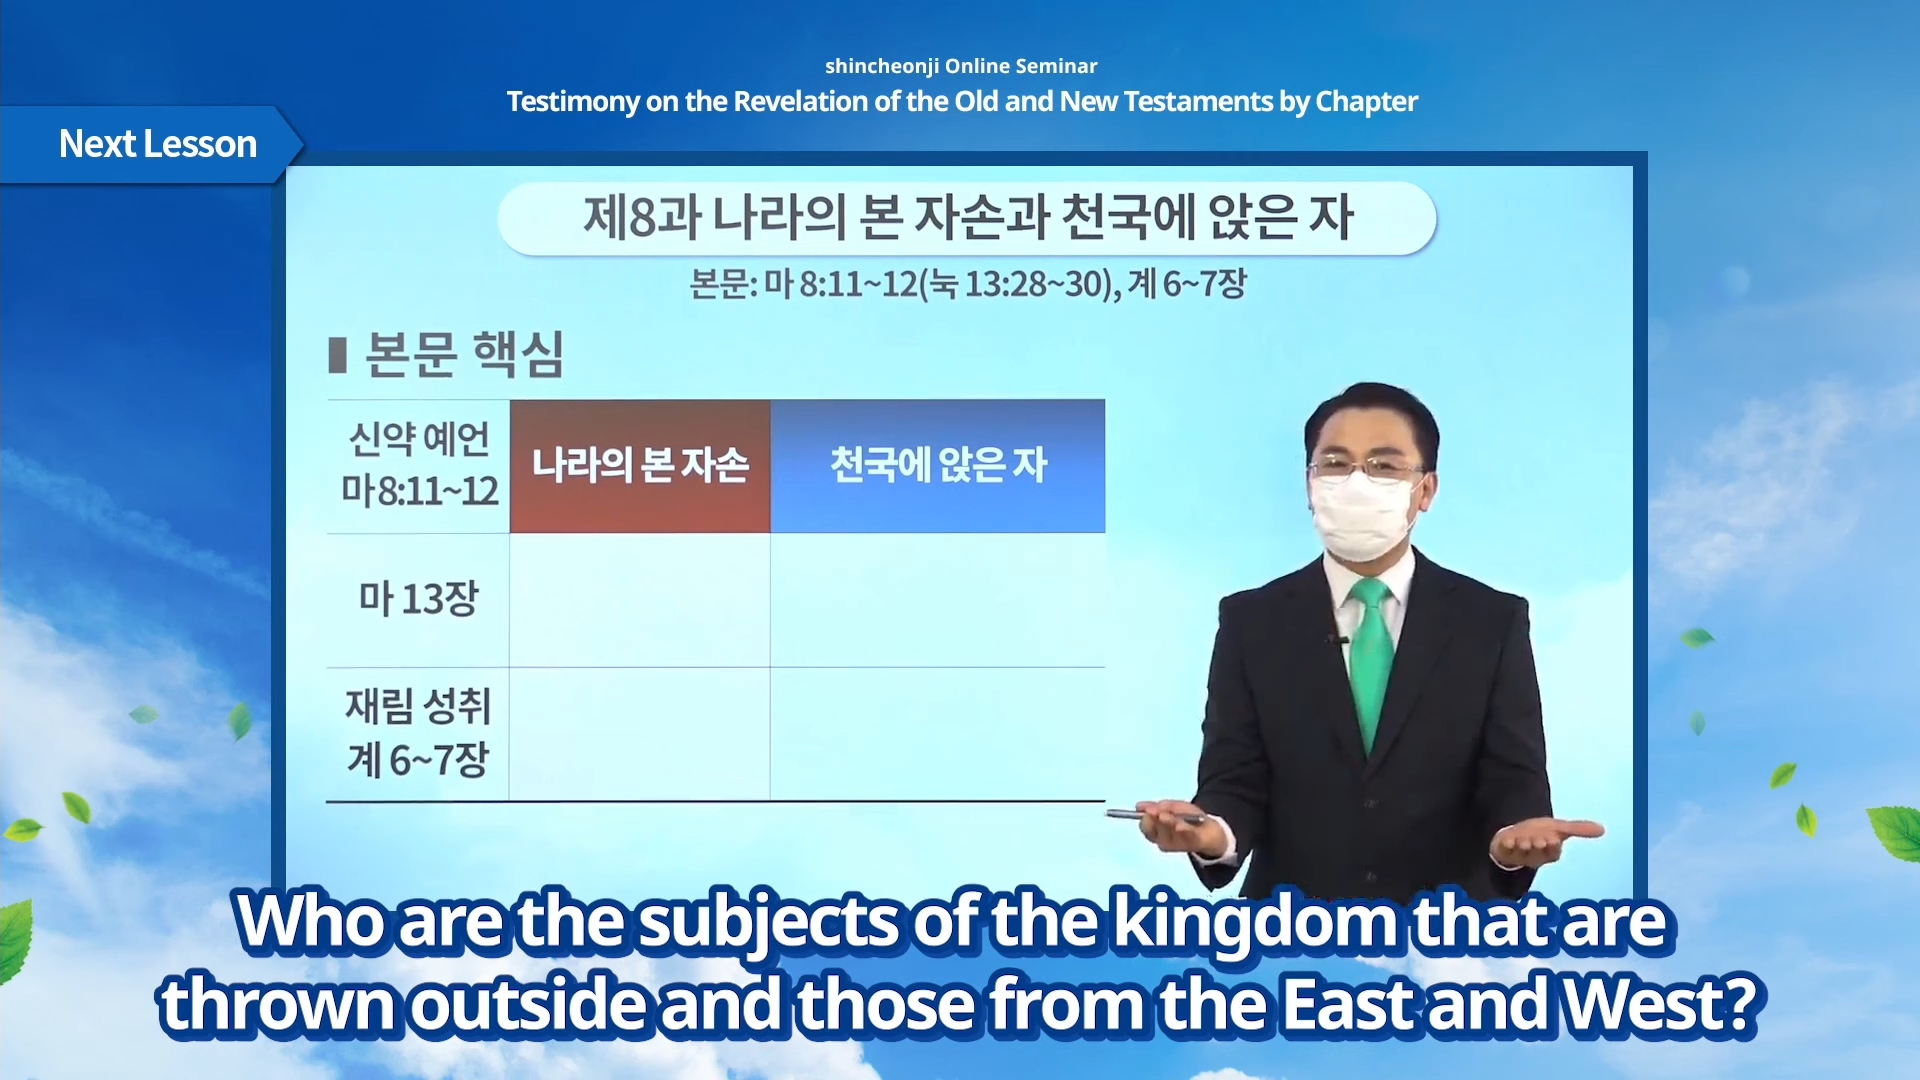 shincheonji Online Seminar
Testimony on the Revelation of the Old and New Testaments by Chapter
Next Lesson
제8과 나라의 본 자손과 천국에 앉은 자
본문: 마 8:11~12(눅 13:28~30), 계 6~7장
본문 핵심
신약 예언
마 8:11~12
나라의 본 자손
천국에 앉은 자
마 13장
재림 성취
계 6~7장
Who are the subjects of the kingdom that are
thrown outside and those from the East and West?